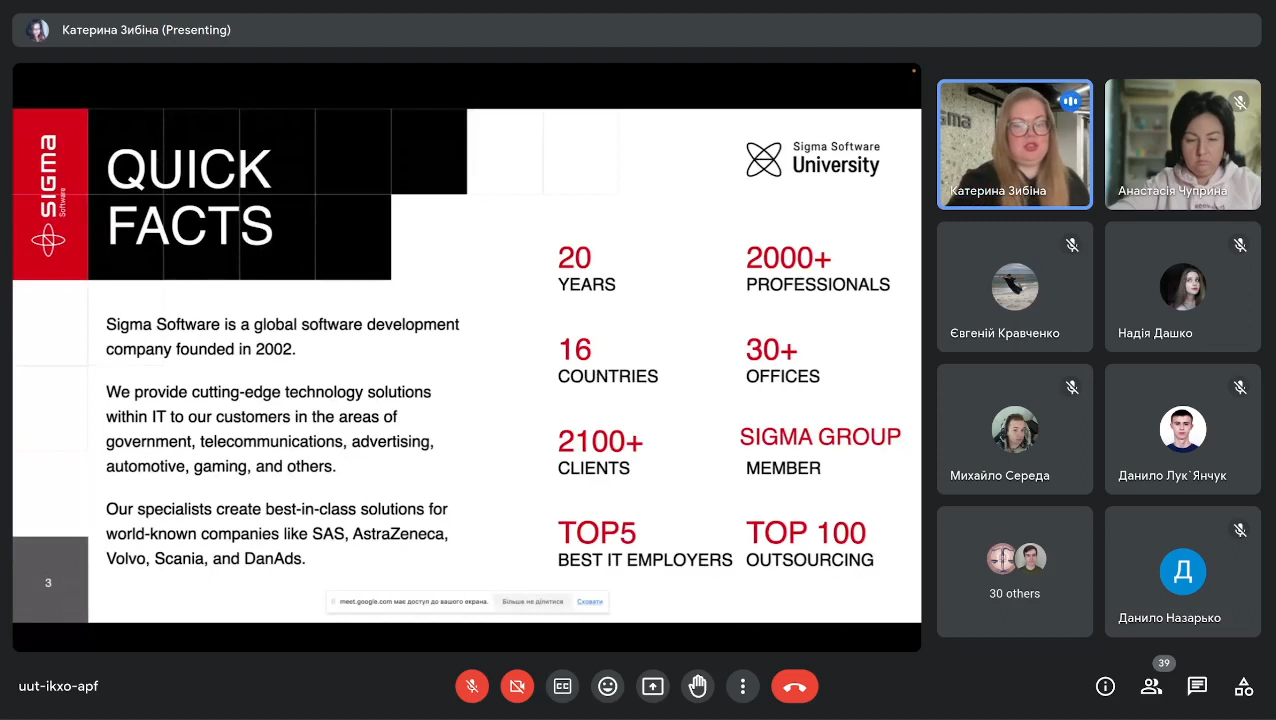 Катерина Зибіна (Presenting)
SIGMA
Software
QUICK
FACTS
Sigma Software
University
Sigma Software is a global software development
company founded in 2002.
We provide cutting-edge technology solutions
within IT to our customers in the areas of
government, telecommunications, advertising,
automotive, gaming, and others.
Our specialists create best-in-class solutions for
world-known companies like SAS, AstraZeneca,
Volvo, Scania, and DanAds.
20
YEARS
2000+
PROFESSIONALS
16
COUNTRIES
30+
OFFICES
2100+
CLIENTS
SIGMA GROUP
MEMBER
TOP5
BEST IT EMPLOYERS
TOP 100
OUTSOURCING
3
meet.google.com має доступ до вашого екрана. Більше не ділитися Сховати
Катерина Зибіна
Анастасія Чуприна
Євгеній Кравченко
Надія Дашко
Михайло Середа
Данило Лук`Янчук
30 others
Д
Данило Назарько
uut-ikxo-apf
CC
39